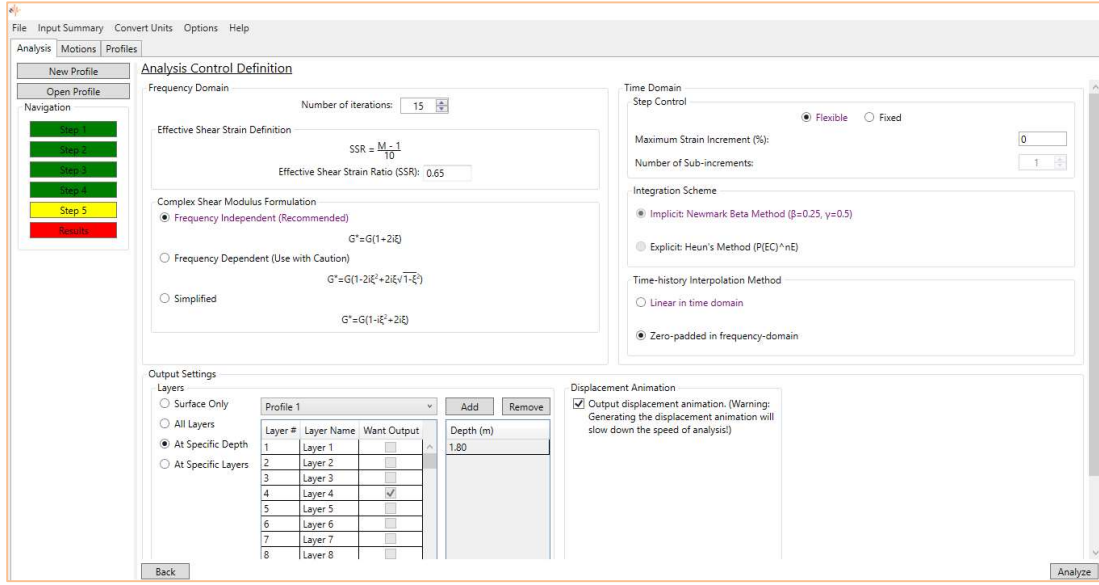 File Input Summary Convert Units Options Help
Analysis Motions Profiles
New Profile
Open Profile
Navigation
Step 1
Step 2
Step 3
Step 4
Step 5
Results
Analysis Control Definition
Frequency Domain
Number of iterations: 15
Effective Shear Strain Definition
SSR = M - 1
10
Effective Shear Strain Ratio (SSR): 0.65
Complex Shear Modulus Formulation
Frequency Independent (Recommended)
G*=G(1+2iξ)
Frequency Dependent (Use with Caution)
G*=G(1-2iξ²+2iξ√1-ξ²)
Simplified
G*=G(1-iξ²+2iξ)
Time Domain
Step Control
Flexible Fixed
Maximum Strain Increment (%): 0
Number of Sub-increments: 1
Integration Scheme
Implicit: Newmark Beta Method (β=0.25, γ=0.5)
Explicit: Heun's Method (P(EC)^nE)
Time-history Interpolation Method
Linear in time domain
Zero-padded in frequency-domain
Output Settings
Layers
Surface Only
All Layers
At Specific Depth
At Specific Layers
Profile 1
Layer # Layer Name Want Output
1 Layer 1
2 Layer 2
3 Layer 3
4 Layer 4
5 Layer 5
6 Layer 6
7 Layer 7
8 Layer 8
Add Remove
Depth (m)
1.80
Displacement Animation
Output displacement animation. (Warning:
Generating the displacement animation will
slow down the speed of analysis!)
Back
Analyze